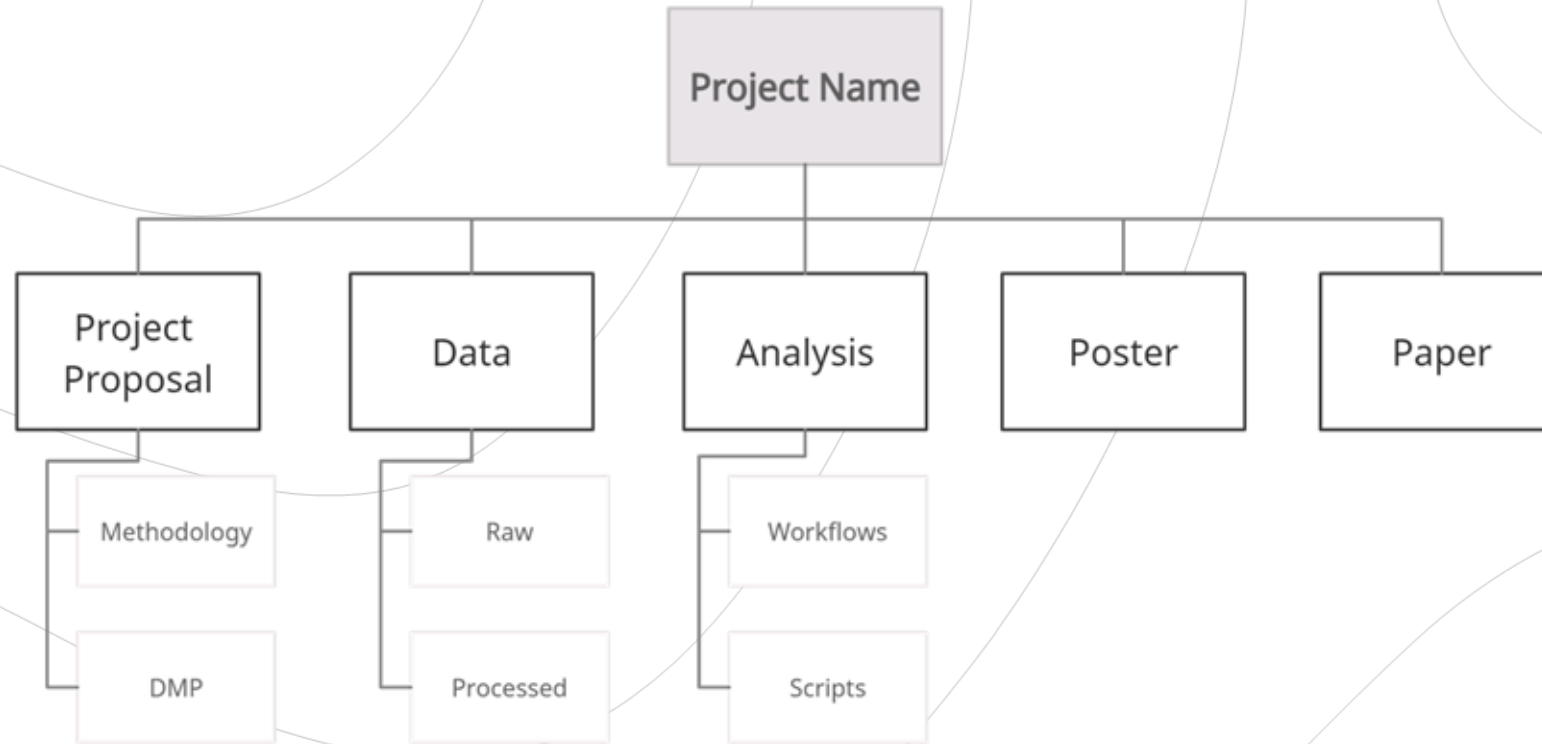 Project Name
Project
Proposal
Data
Analysis
Poster
Paper
Methodology
Raw
Workflows
DMP
Processed
Scripts